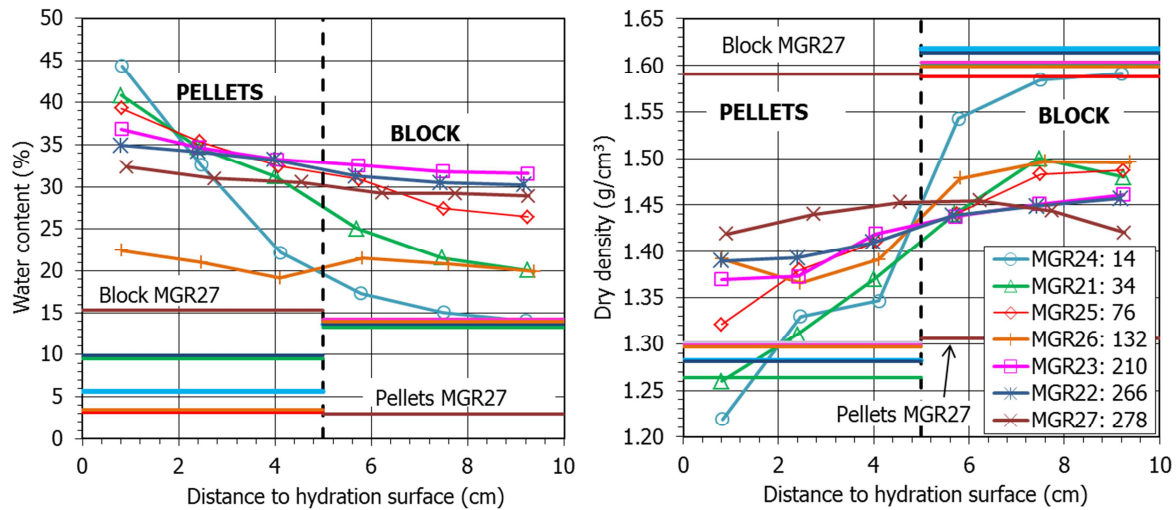 50
45
40
35
30
25
20
15
10
5
0
Water content (%)
PELLETS
BLOCK
Block MGR27
Pellets MGR27
0 2 4 6 8 10
Distance to hydration surface (cm)
1.65
1.60
1.55
1.50
1.45
1.40
1.35
1.30
1.25
1.20
Dry density (g/cm³)
Block MGR27
PELLETS
BLOCK
Pellets MGR27
MGR24: 14
MGR21: 34
MGR25: 76
MGR26: 132
MGR23: 210
MGR22: 266
MGR27: 278
0 2 4 6 8 10
Distance to hydration surface (cm)